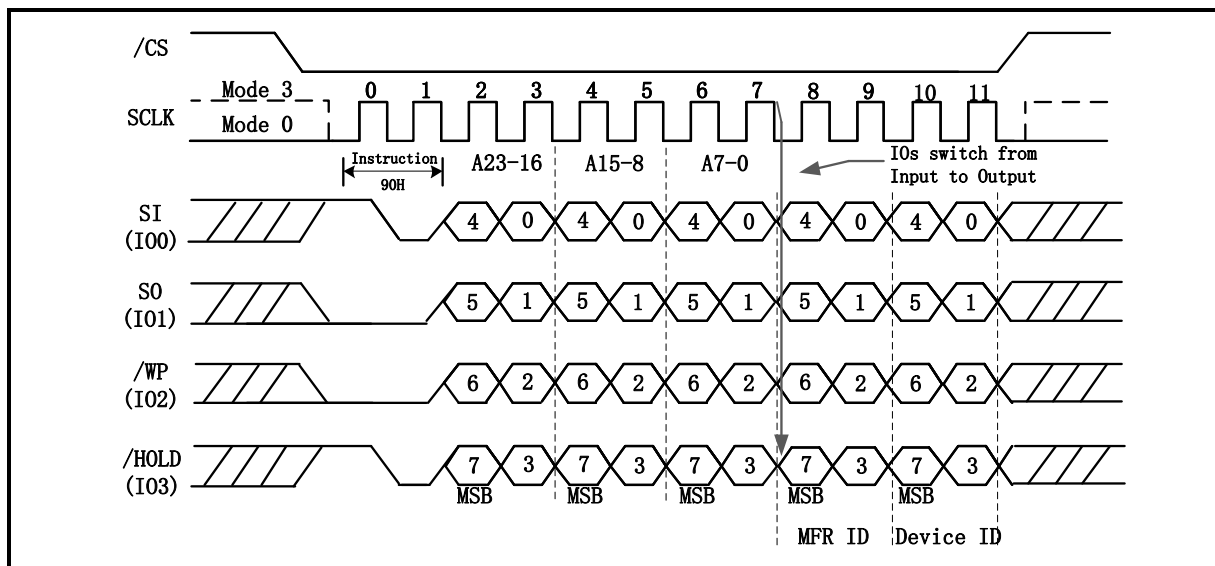 /CS
Mode 3 0 1 2 3 4 5 6 7 8 9 10 11
SCLK
Mode 0
Instruction A23-16 A15-8 A7-0 IOs switch from
90H Input to Output
SI
(IO0)
4 0 4 0 4 0 4 0 4 0
SO
(IO1)
5 1 5 1 5 1 5 1 5 1
/WP
(IO2)
6 2 6 2 6 2 6 2 6 2
/HOLD
(IO3)
7 3 7 3 7 3 7 3 7 3
MSB MSB MSB MSB MSB
MFR ID Device ID